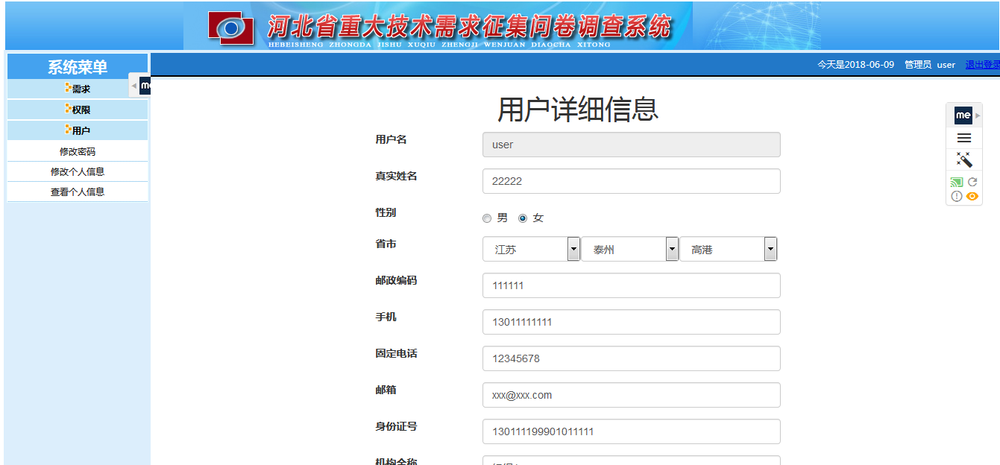 河北省重大技术需求征集问卷调查系统
HEBEISHENG ZHONGDA JISHU XUQIU ZHENGJI WENJUAN DIAOCHA XITONG
系统菜单
今天是2018-06-09 管理员 user 退出登录
me
需求
权限
用户
修改密码
修改个人信息
查看个人信息
用户详细信息
me
用户名 user
真实姓名 22222
性别 男 女
省市 江苏 泰州 高港
邮政编码 111111
手机 13011111111
固定电话 12345678
邮箱 xxx@xxx.com
身份证号 130111199901011111
机构全称